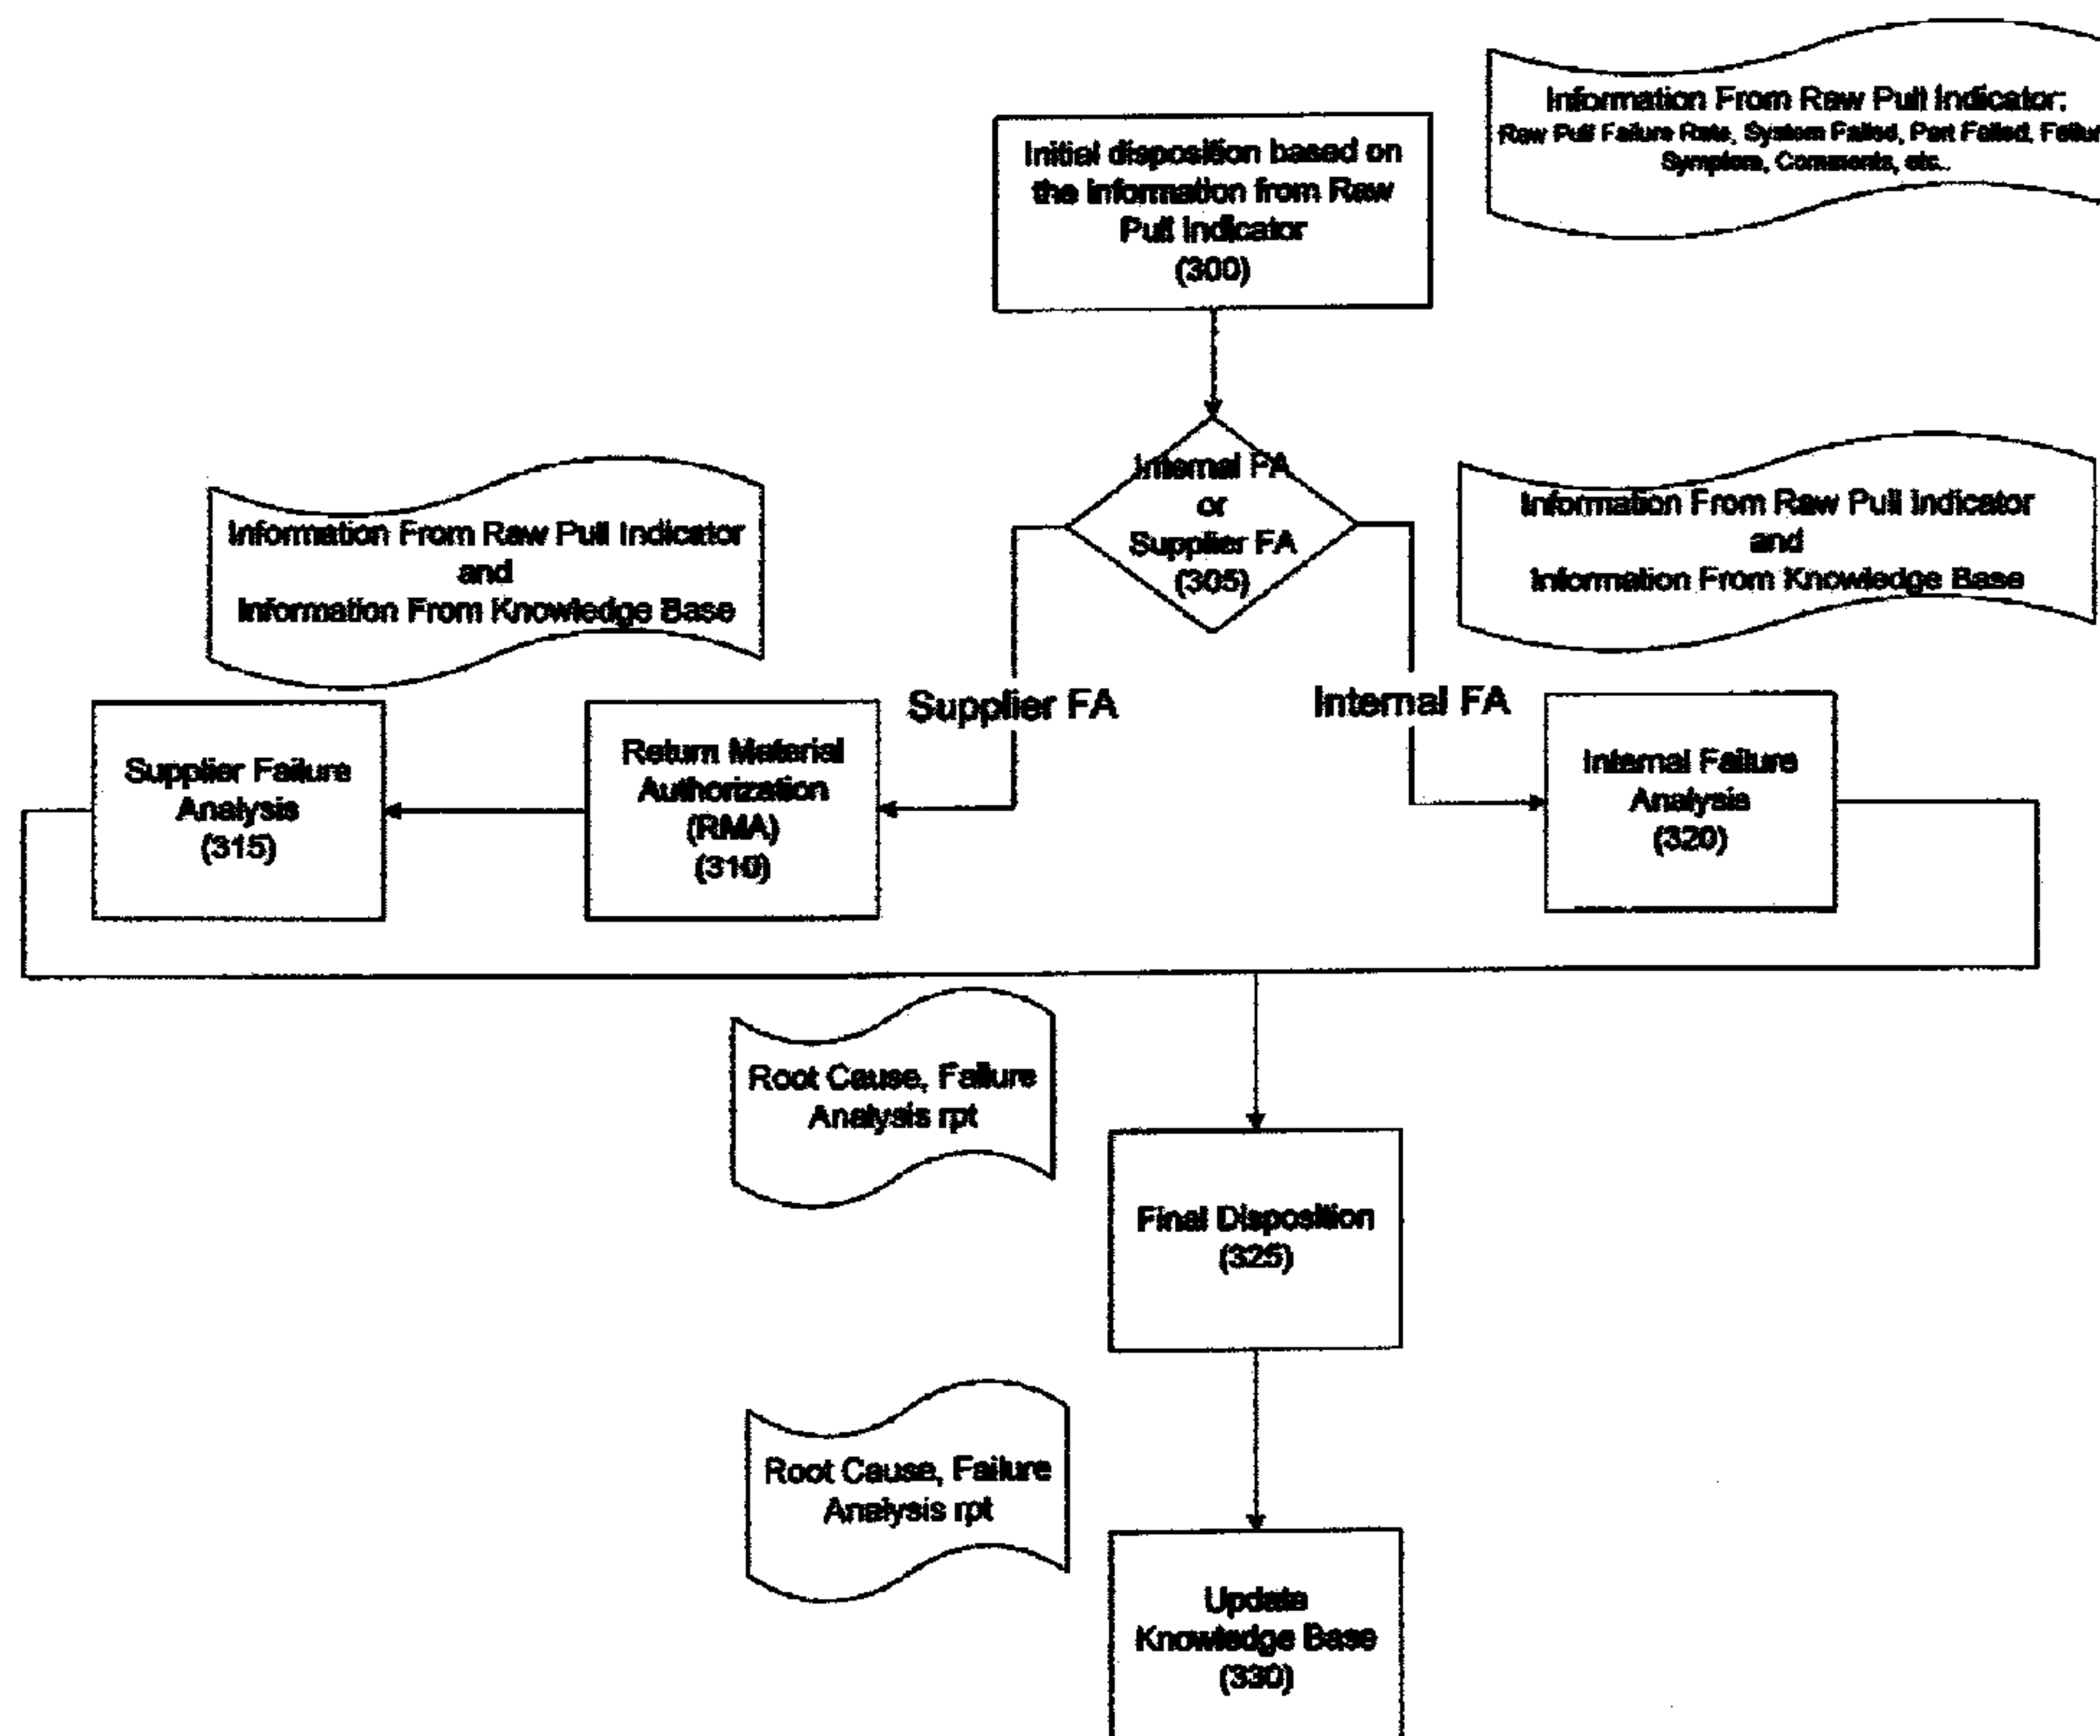 Information From Raw Pull Indicator:
Raw Pull Failure Rate, System Failed, Part Failed,
Symptom, Comments, etc.
Initial disposition based on
the information from Raw
Pull Indicator
(300)
Internal FA
or
Supplier FA
(305)
Information From Raw Pull Indicator
and
Information From Knowledge Base
Information From Raw Pull Indicator
and
Information From Knowledge Base
Supplier FA
Internal FA
Supplier Failure
Analysis
(315)
Return Material
Authorization
(RMA)
(310)
Internal Failure
Analysis
(320)
Root Cause, Failure
Analysis rpt
Final Disposition
(325)
Root Cause, Failure
Analysis rpt
Update
Knowledge Base
(330)